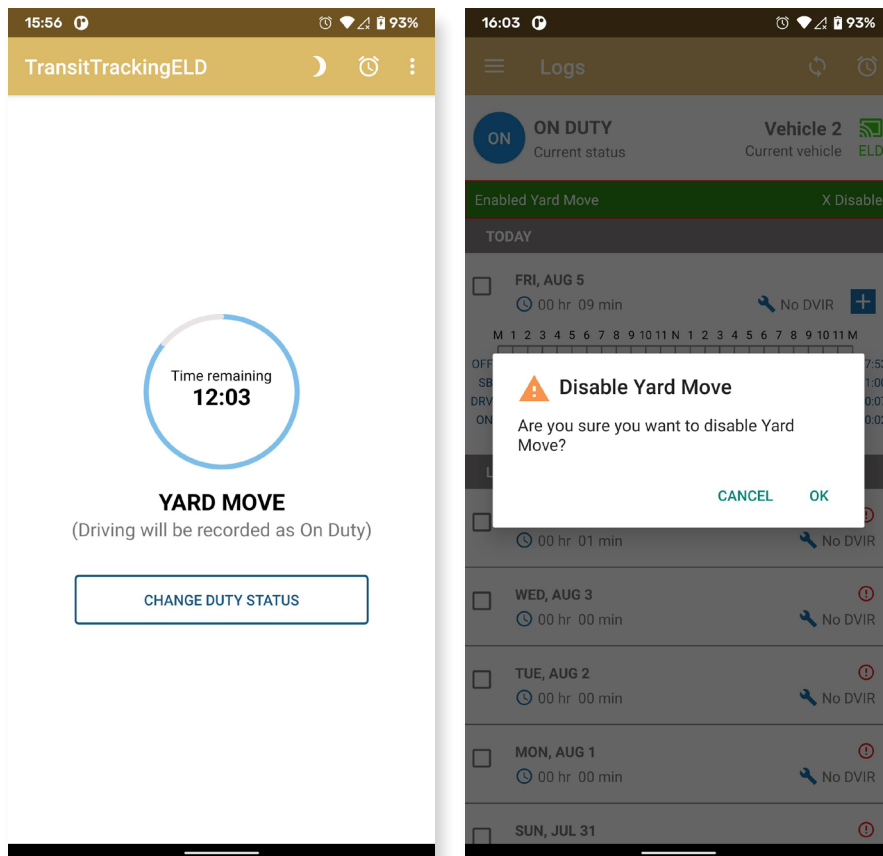 15:56
93%
TransitTrackingELD
Time remaining
12:03
YARD MOVE
(Driving will be recorded as On Duty)
CHANGE DUTY STATUS
16:03
93%
Logs
ON
ON DUTY
Current status
Vehicle 2
Current vehicle
ELD
Enabled Yard Move
X Disable
TODAY
FRI, AUG 5
00 hr 09 min
No DVIR
M 1 2 3 4 5 6 7 8 9 10 11 N 1 2 3 4 5 6 7 8 9 10 11 M
OFF
SB
DRV
ON
Disable Yard Move
Are you sure you want to disable Yard
Move?
CANCEL
OK
00 hr 01 min
No DVIR
WED, AUG 3
00 hr 00 min
No DVIR
TUE, AUG 2
00 hr 00 min
No DVIR
MON, AUG 1
00 hr 00 min
No DVIR
SUN, JUL 31